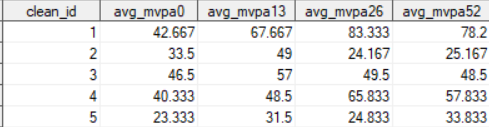 clean_id avg_mvpa0 avg_mvpa13 avg_mvpa26 avg_mvpa52
1 42.667 67.667 83.333 78.2
2 33.5 49 24.167 25.167
3 46.5 57 49.5 48.5
4 40.333 48.5 65.833 57.833
5 23.333 31.5 24.833 33.833